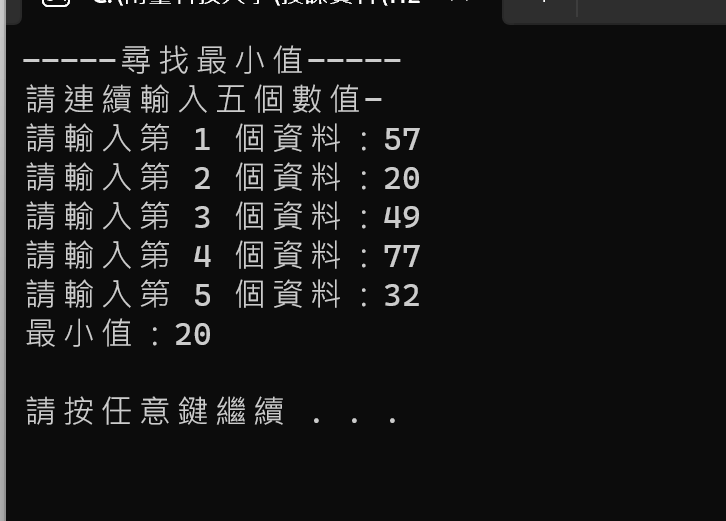 -----尋找最小值-----
請連續輸入五個數值-
請輸入第 1 個資料：57
請輸入第 2 個資料：20
請輸入第 3 個資料：49
請輸入第 4 個資料：77
請輸入第 5 個資料：32
最小值：20
請按任意鍵繼續 . . .